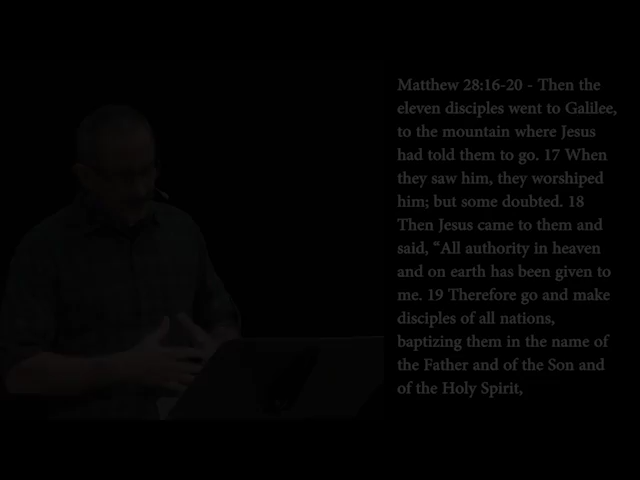 Matthew 28:16-20 - Then the
eleven disciples went to Galilee,
to the mountain where Jesus
had told them to go. 17 When
they saw him, they worshiped
him; but some doubted. 18
Then Jesus came to them and
said, “All authority in heaven
and on earth has been given to
me. 19 Therefore go and make
disciples of all nations,
baptizing them in the name of
the Father and of the Son and
of the Holy Spirit,